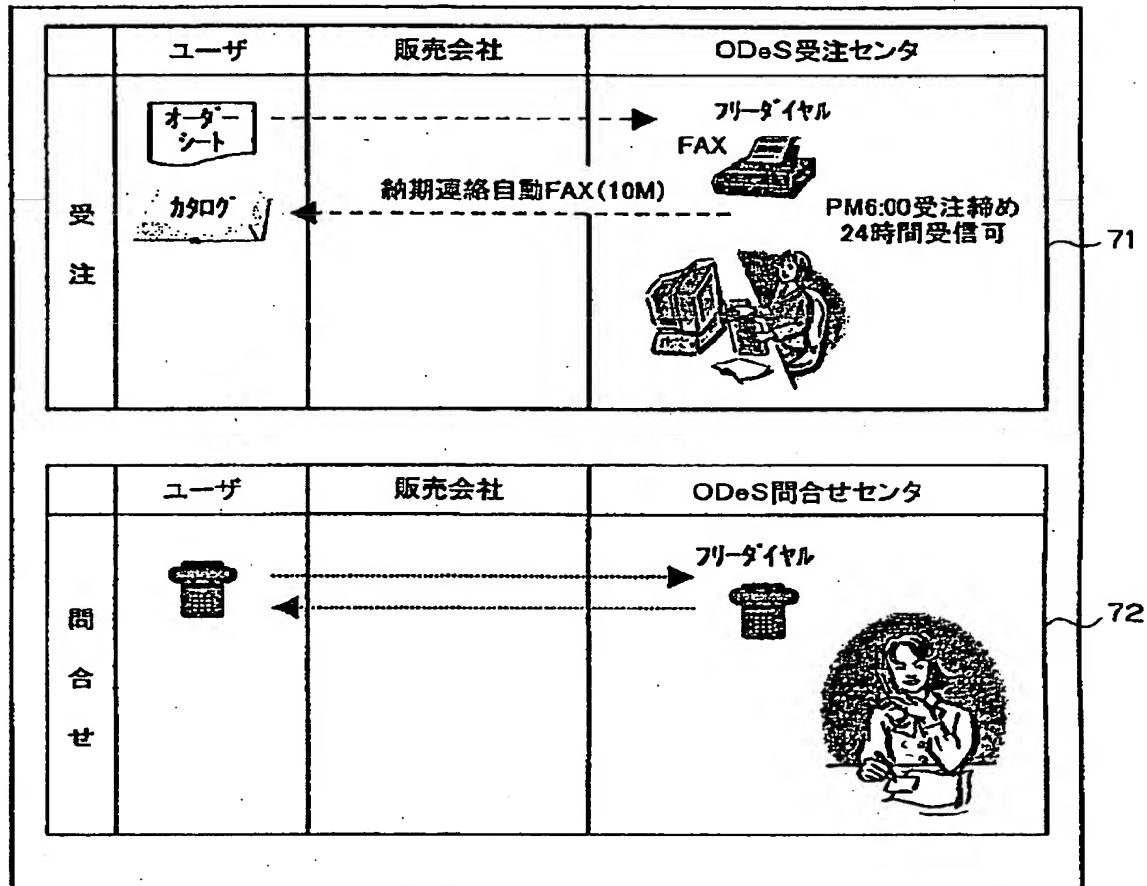 ユーザ
販売会社
ODeS受注センタ
受注
オーダーシート
フリーダイヤル
FAX
カタログ
納期連絡自動FAX(10M)
PM6:00受注締め
24時間受信可
71
ユーザ
販売会社
ODeS問合せセンタ
問合せ
フリーダイヤル
72